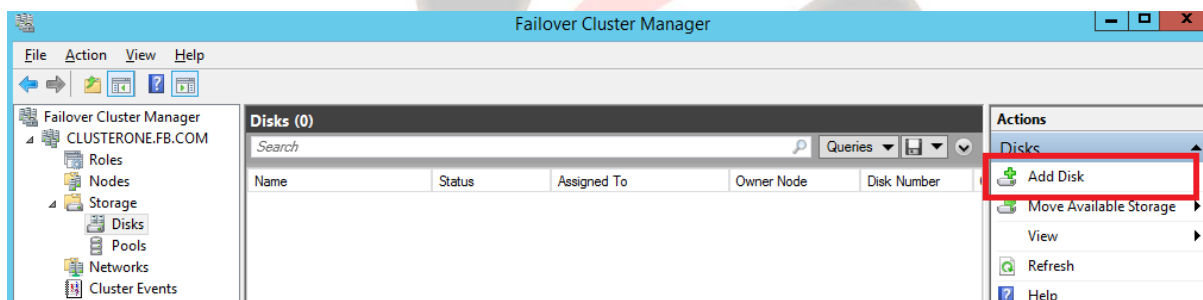 Failover Cluster Manager
File Action View Help
Failover Cluster Manager
CLUSTERONE.FB.COM
Roles
Nodes
Storage
Disks
Pools
Networks
Cluster Events
Disks (0)
Search
Queries
Name Status Assigned To Owner Node Disk Number
Actions
Disks
Add Disk
Move Available Storage
View
Refresh
Help